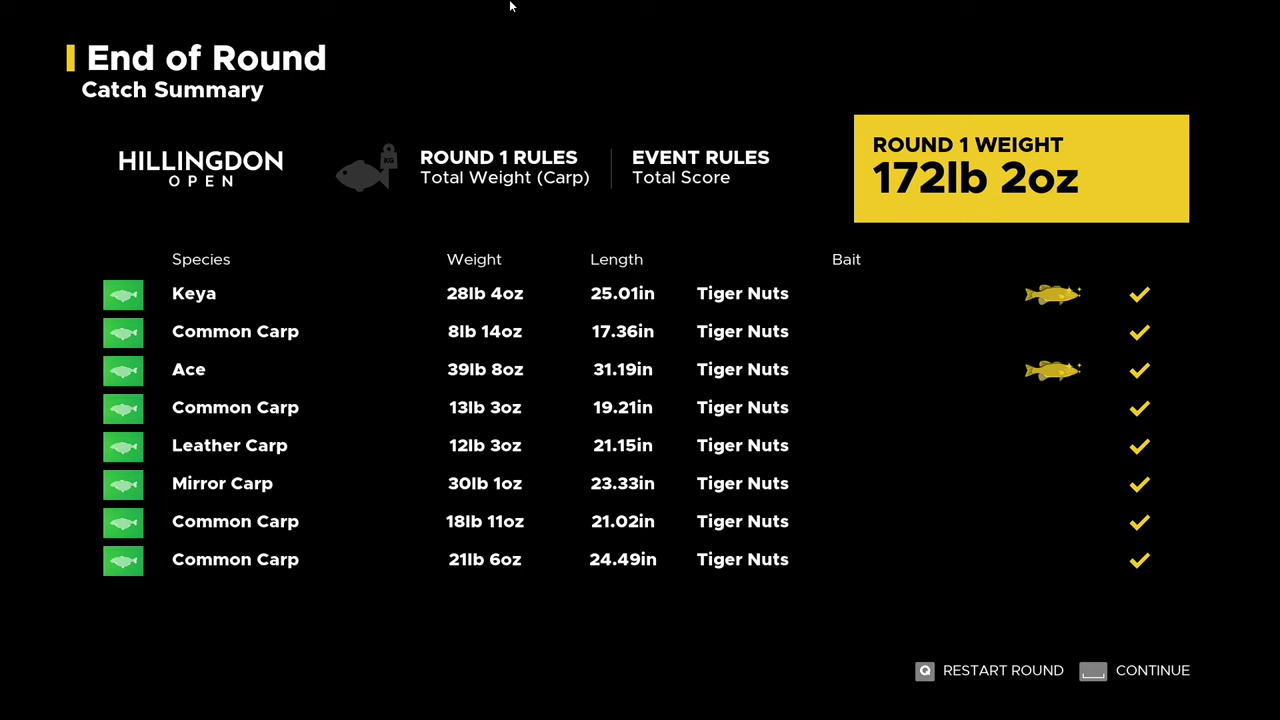 End of Round
Catch Summary
HILLINGDON
OPEN
KG
ROUND 1 RULES
Total Weight (Carp)
EVENT RULES
Total Score
ROUND 1 WEIGHT
172lb 2oz
Species Weight Length Bait
Keya 28lb 4oz 25.01in Tiger Nuts
Common Carp 8lb 14oz 17.36in Tiger Nuts
Ace 39lb 8oz 31.19in Tiger Nuts
Common Carp 13lb 3oz 19.21in Tiger Nuts
Leather Carp 12lb 3oz 21.15in Tiger Nuts
Mirror Carp 30lb 1oz 23.33in Tiger Nuts
Common Carp 18lb 11oz 21.02in Tiger Nuts
Common Carp 21lb 6oz 24.49in Tiger Nuts
Q RESTART ROUND CONTINUE